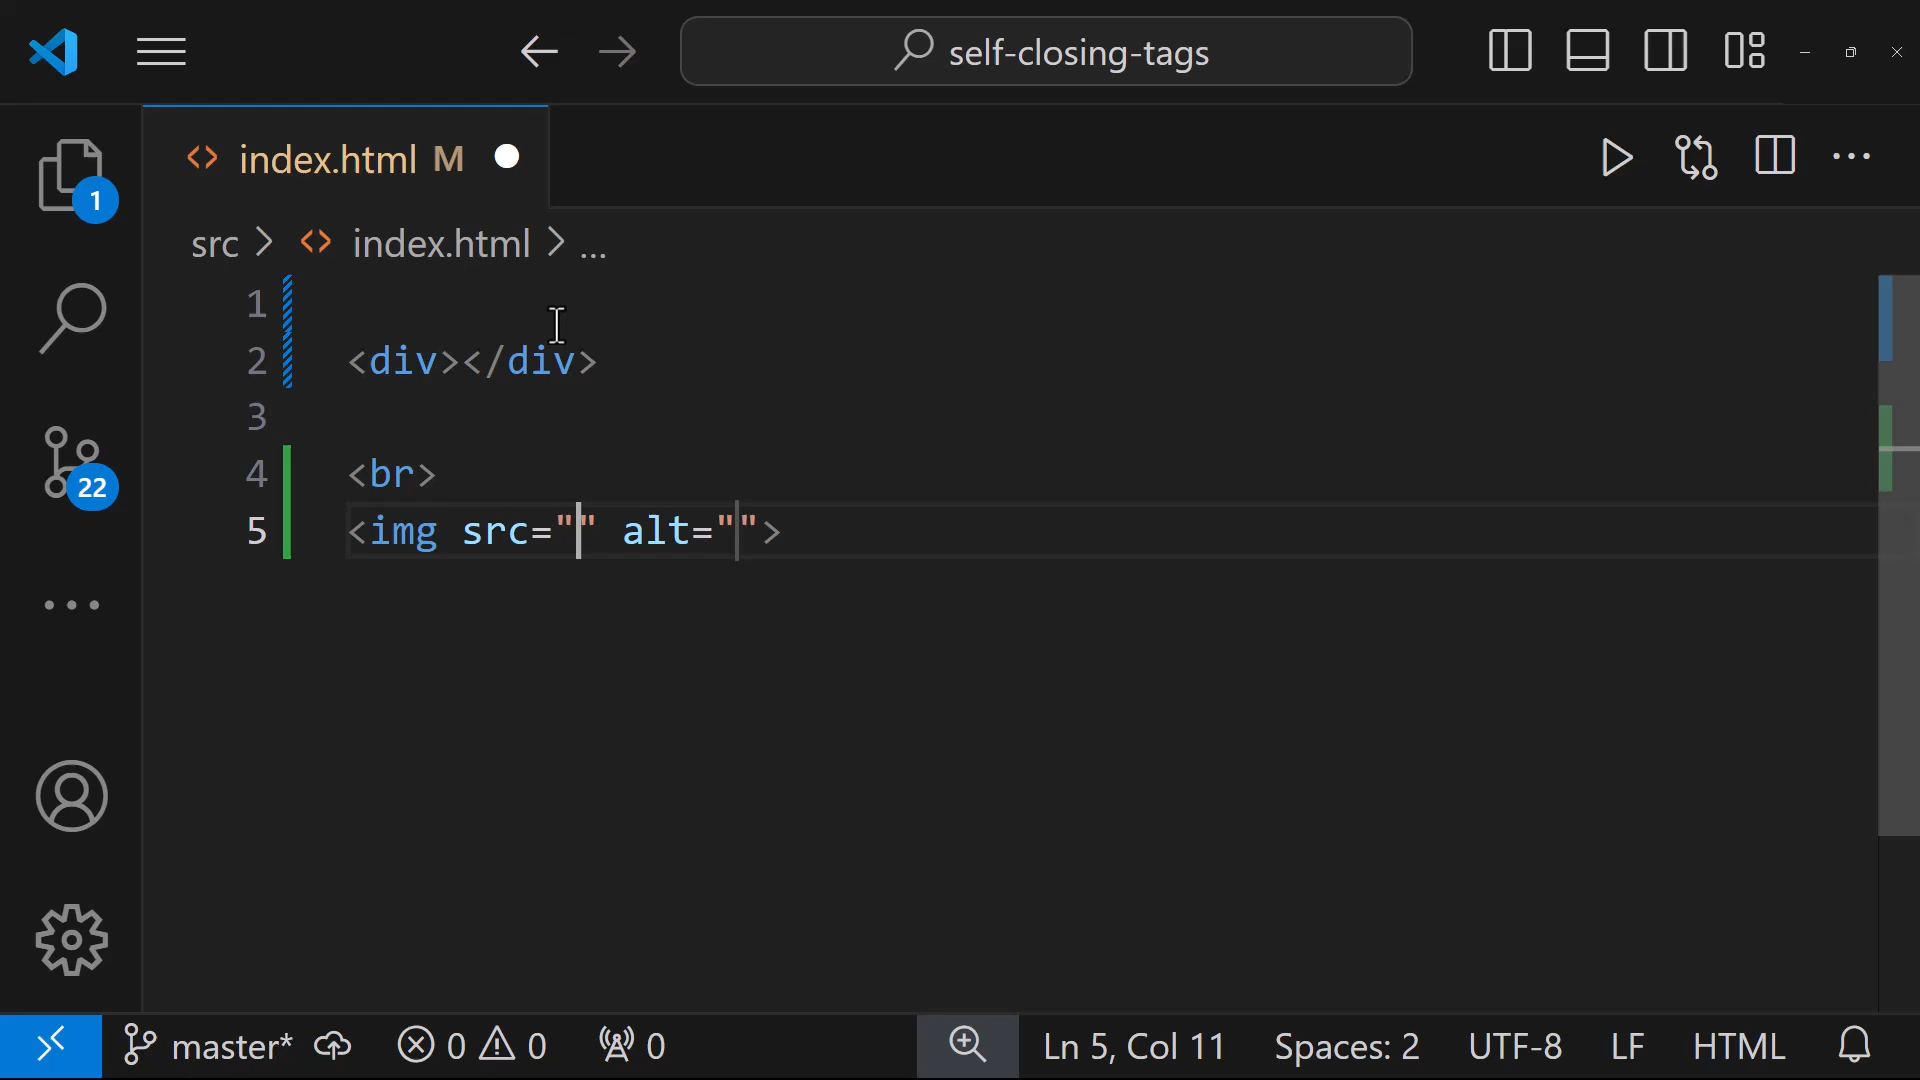 self-closing-tags
index.html M
1
src > index.html > ...
1
2 <div></div>
3
4 <br>
5 <img src="" alt="">
22
master* 0 0 0 Ln 5, Col 11 Spaces: 2 UTF-8 LF HTML